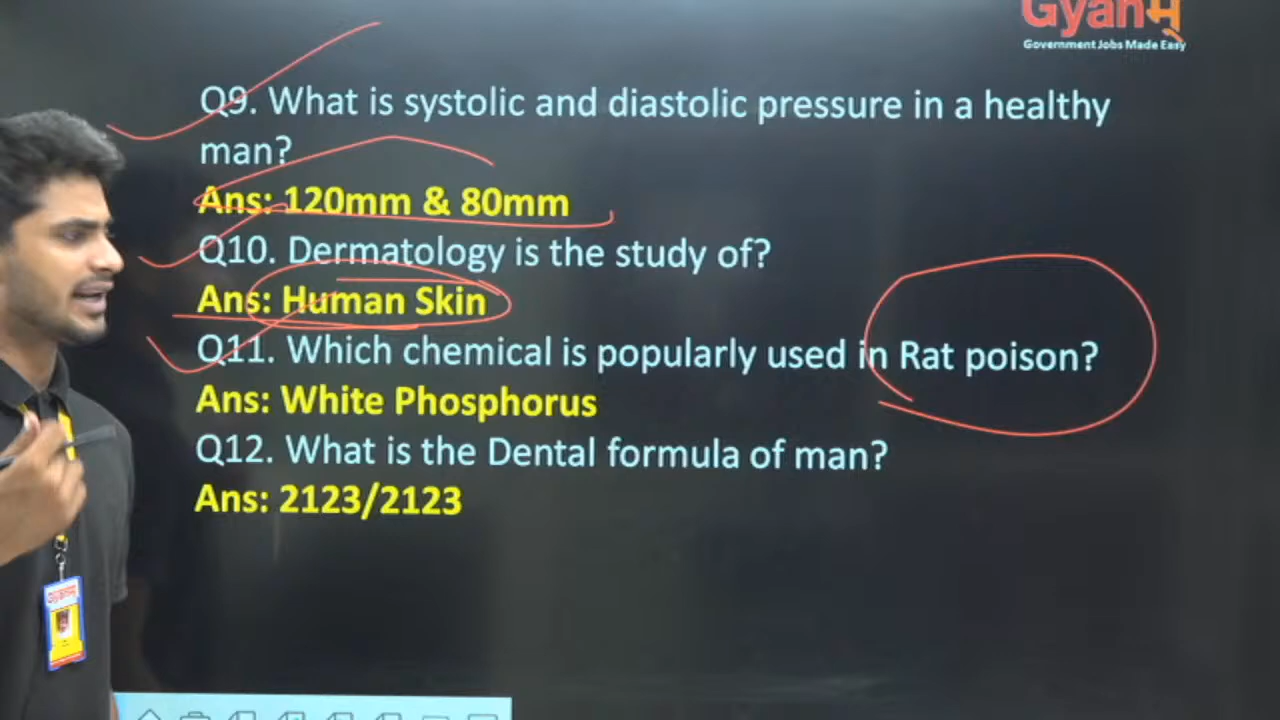 Gyanम्
Government Jobs Made Easy
Q9. What is systolic and diastolic pressure in a healthy
man?
Ans: 120mm & 80mm
Q10. Dermatology is the study of?
Ans: Human Skin
Q11. Which chemical is popularly used in Rat poison?
Ans: White Phosphorus
Q12. What is the Dental formula of man?
Ans: 2123/2123
Gyanम्